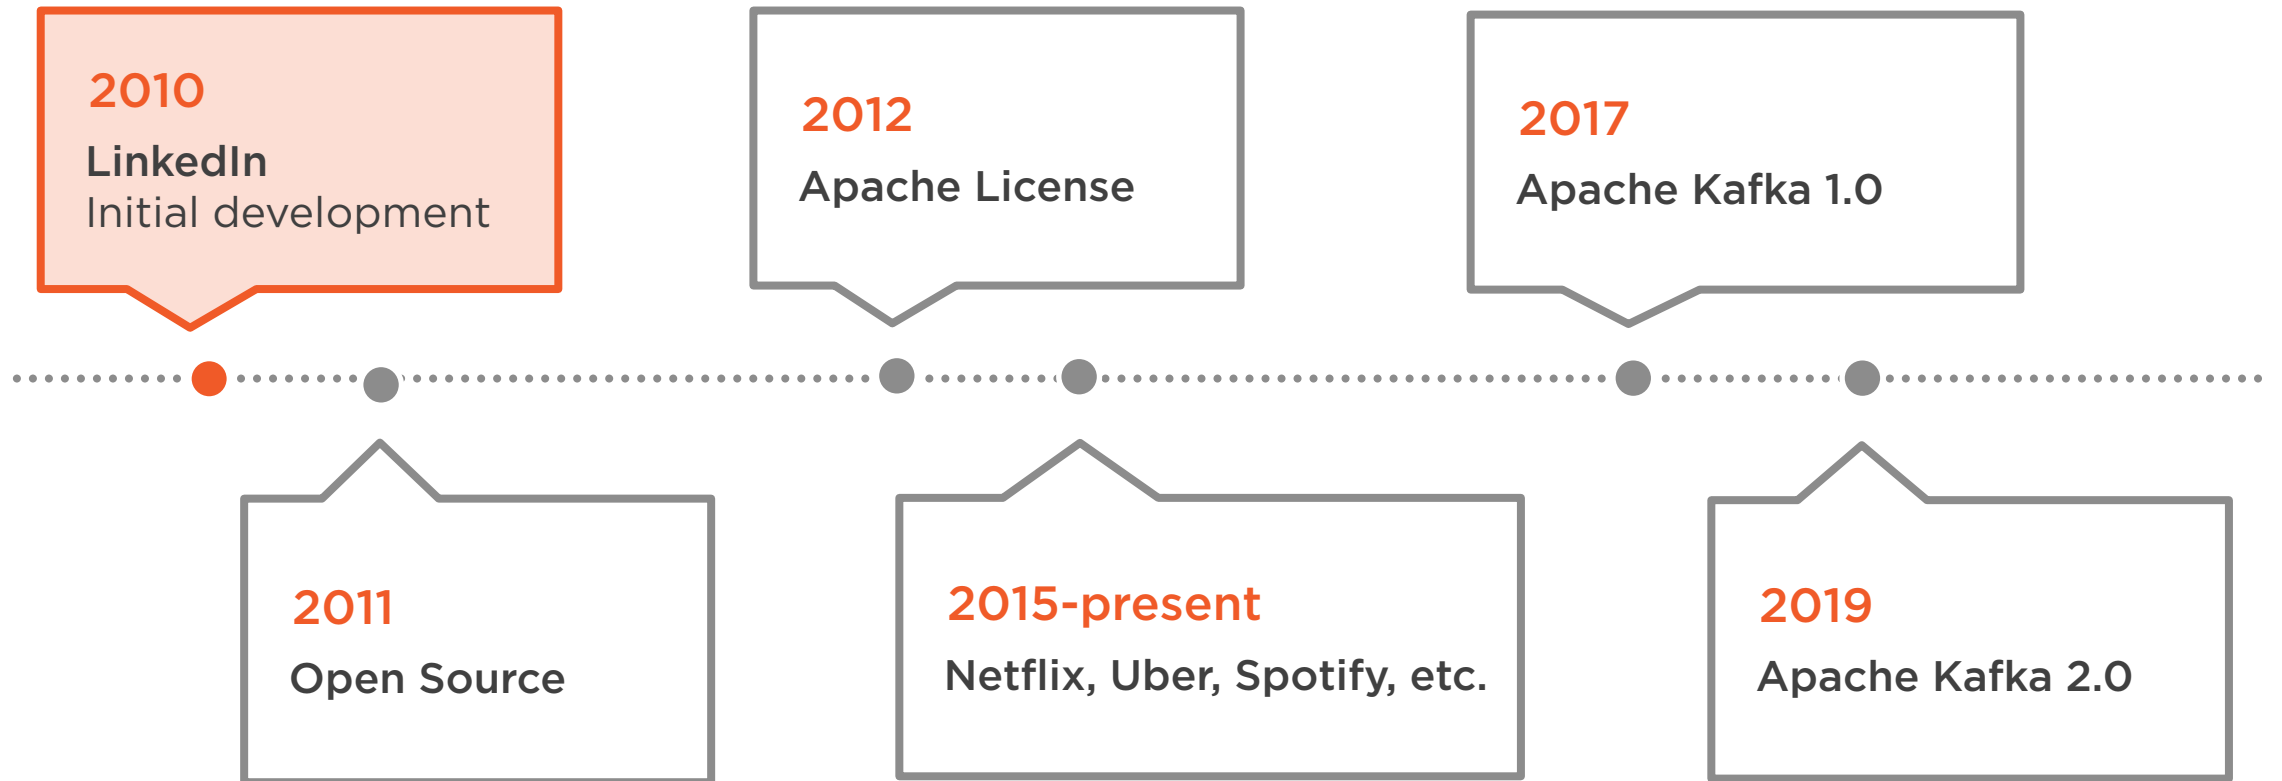 2010
LinkedIn
Initial development
2011
Open Source
2012
Apache License
2015-present
Netflix, Uber, Spotify, etc.
2017
Apache Kafka 1.0
2019
Apache Kafka 2.0